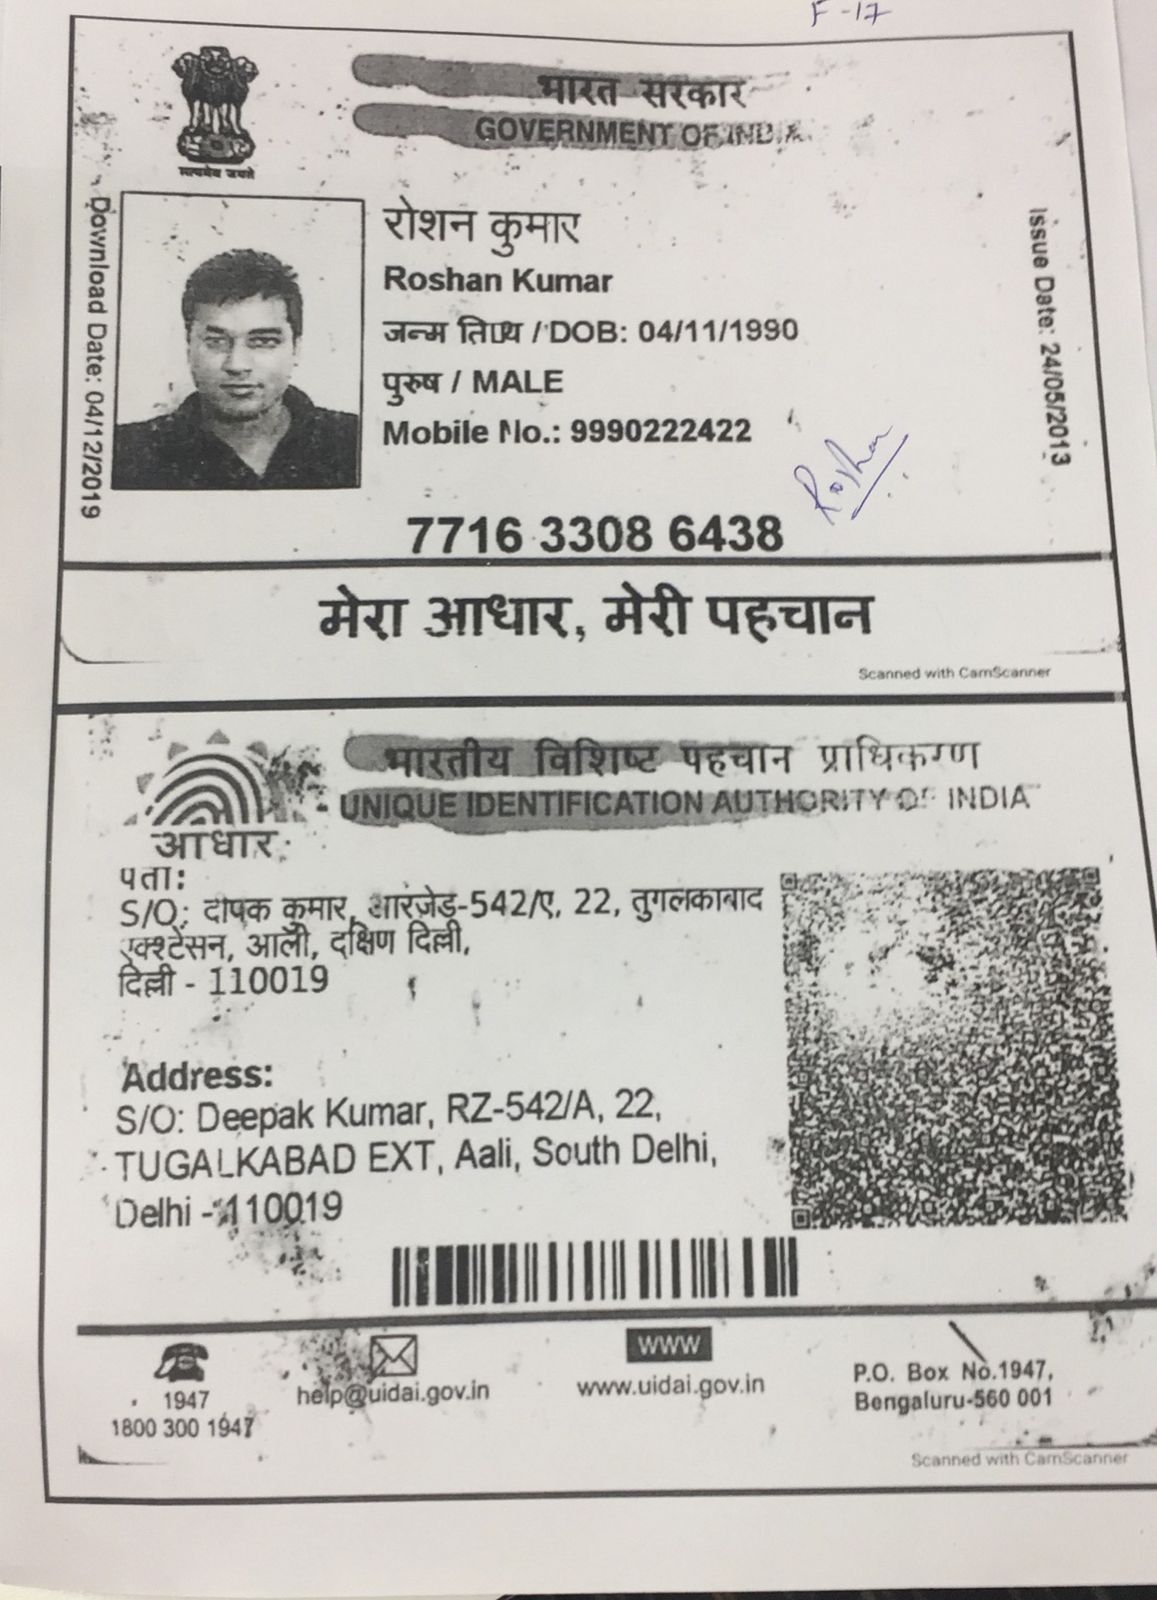 F-17
भारत सरकार
GOVERNMENT OF INDIA
सत्यमेव जयते
Download Date: 04/12/2019
रोशन कुमार
Roshan Kumar
जन्म तिथि / DOB: 04/11/1990
पुरुष / MALE
Mobile No.: 9990222422
Issue Date: 24/05/2013
Roshan
7716 3308 6438
मेरा आधार, मेरी पहचान
Scanned with CamScanner
भारतीय विशिष्ट पहचान प्राधिकरण
UNIQUE IDENTIFICATION AUTHORITY OF INDIA
आधार
पता:
S/O: दीपक कुमार, आरज़ेड-542/ए, 22, तुगलकाबाद
एक्श्टेंसन, आली, दक्षिण दिल्ली,
दिल्ली - 110019
Address:
S/O: Deepak Kumar, RZ-542/A, 22,
TUGALKABAD EXT, Aali, South Delhi,
Delhi - 110019
1947
1800 300 1947
help@uidai.gov.in
WWW
www.uidai.gov.in
P.O. Box No.1947,
Bengaluru-560 001
Scanned with CamScanner